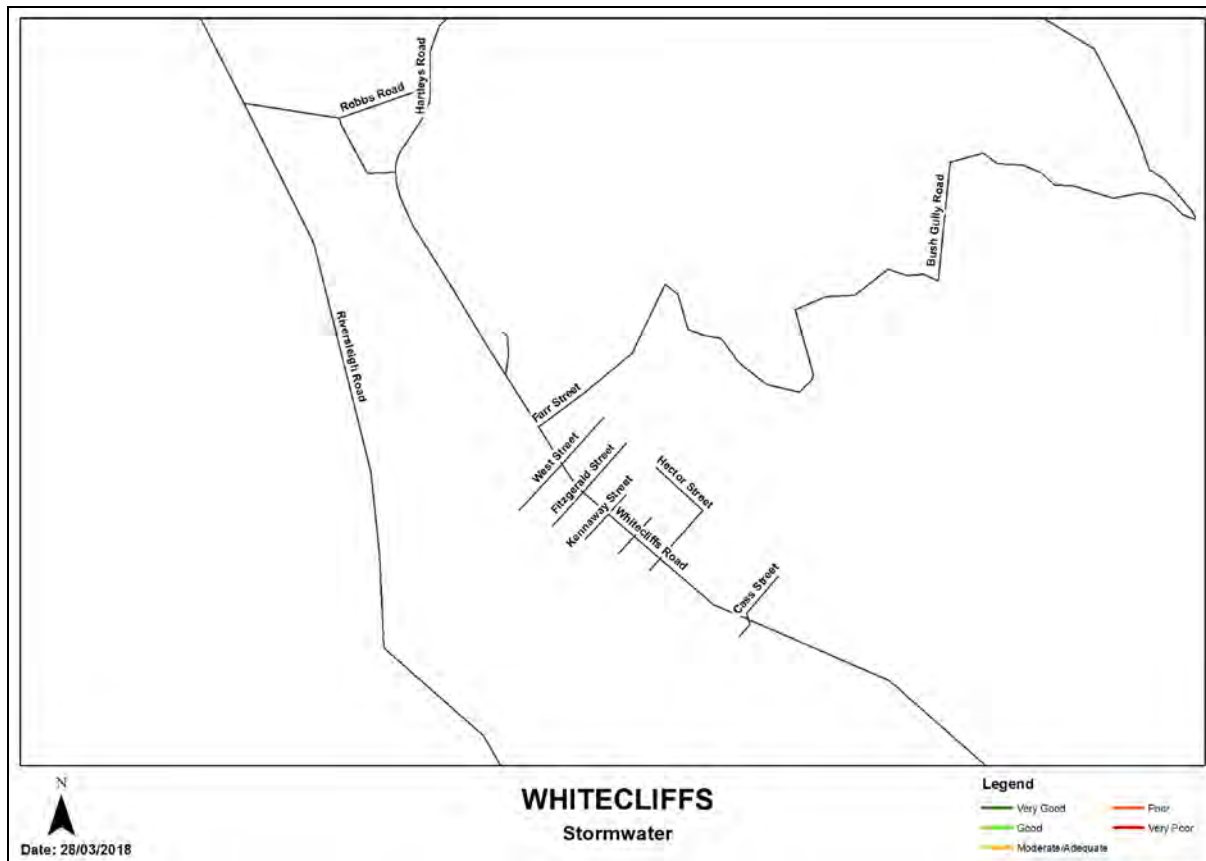 Hartleys Road
Robbs Road
Bush Gully Road
Riversleigh Road
Farr Street
West Street
Fitzgerald Street
Hector Street
Kennaway Street
Whitecliffs Road
Cass Street
N
WHITECLIFFS
Stormwater
Date: 28/03/2018
Legend
Very Good
Good
Moderate/Adequate
Poor
Very Poor